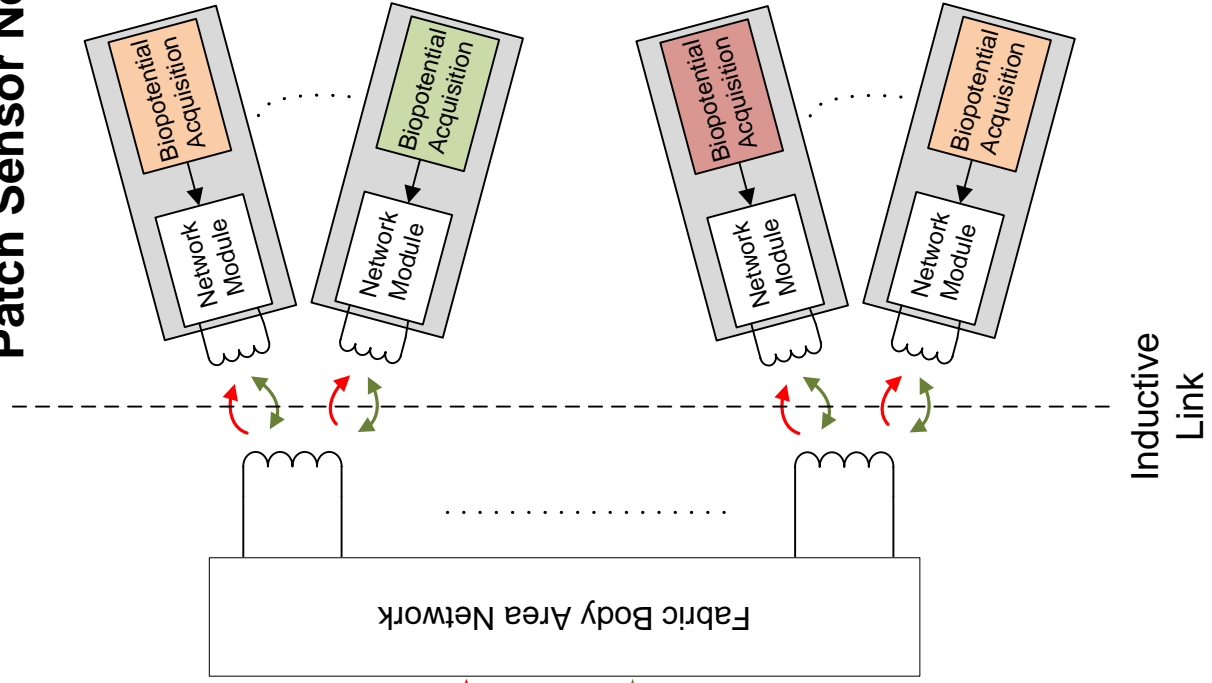 Patch Sensor
Biopotential
Acquisition
Network
Module
Biopotential
Acquisition
Network
Module
Biopotential
Acquisition
Network
Module
Biopotential
Acquisition
Network
Module
Inductive
Link
Fabric Body Area Network